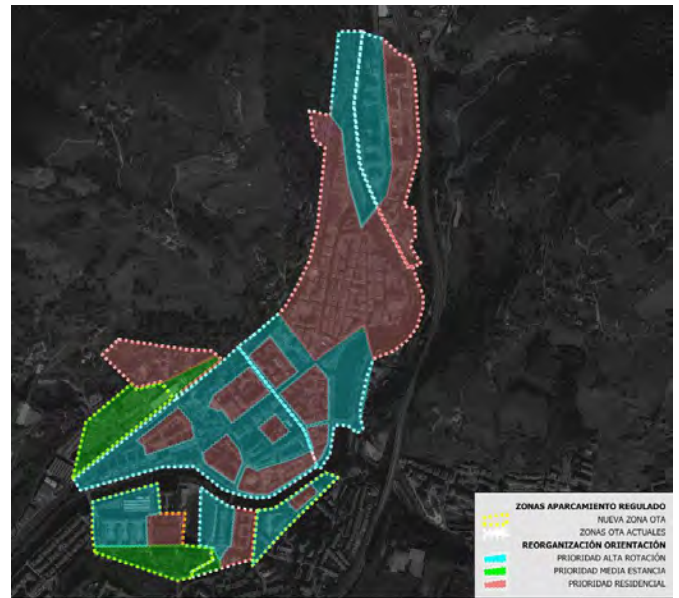 ZONAS APARCAMIENTO REGULADO
NUEVA ZONA OTA
ZONAS OTA ACTUALES
REORGANIZACIÓN ORIENTACIÓN
PRIORIDAD ALTA ROTACIÓN
PRIORIDAD MEDIA ESTANCIA
PRIORIDAD RESIDENCIAL